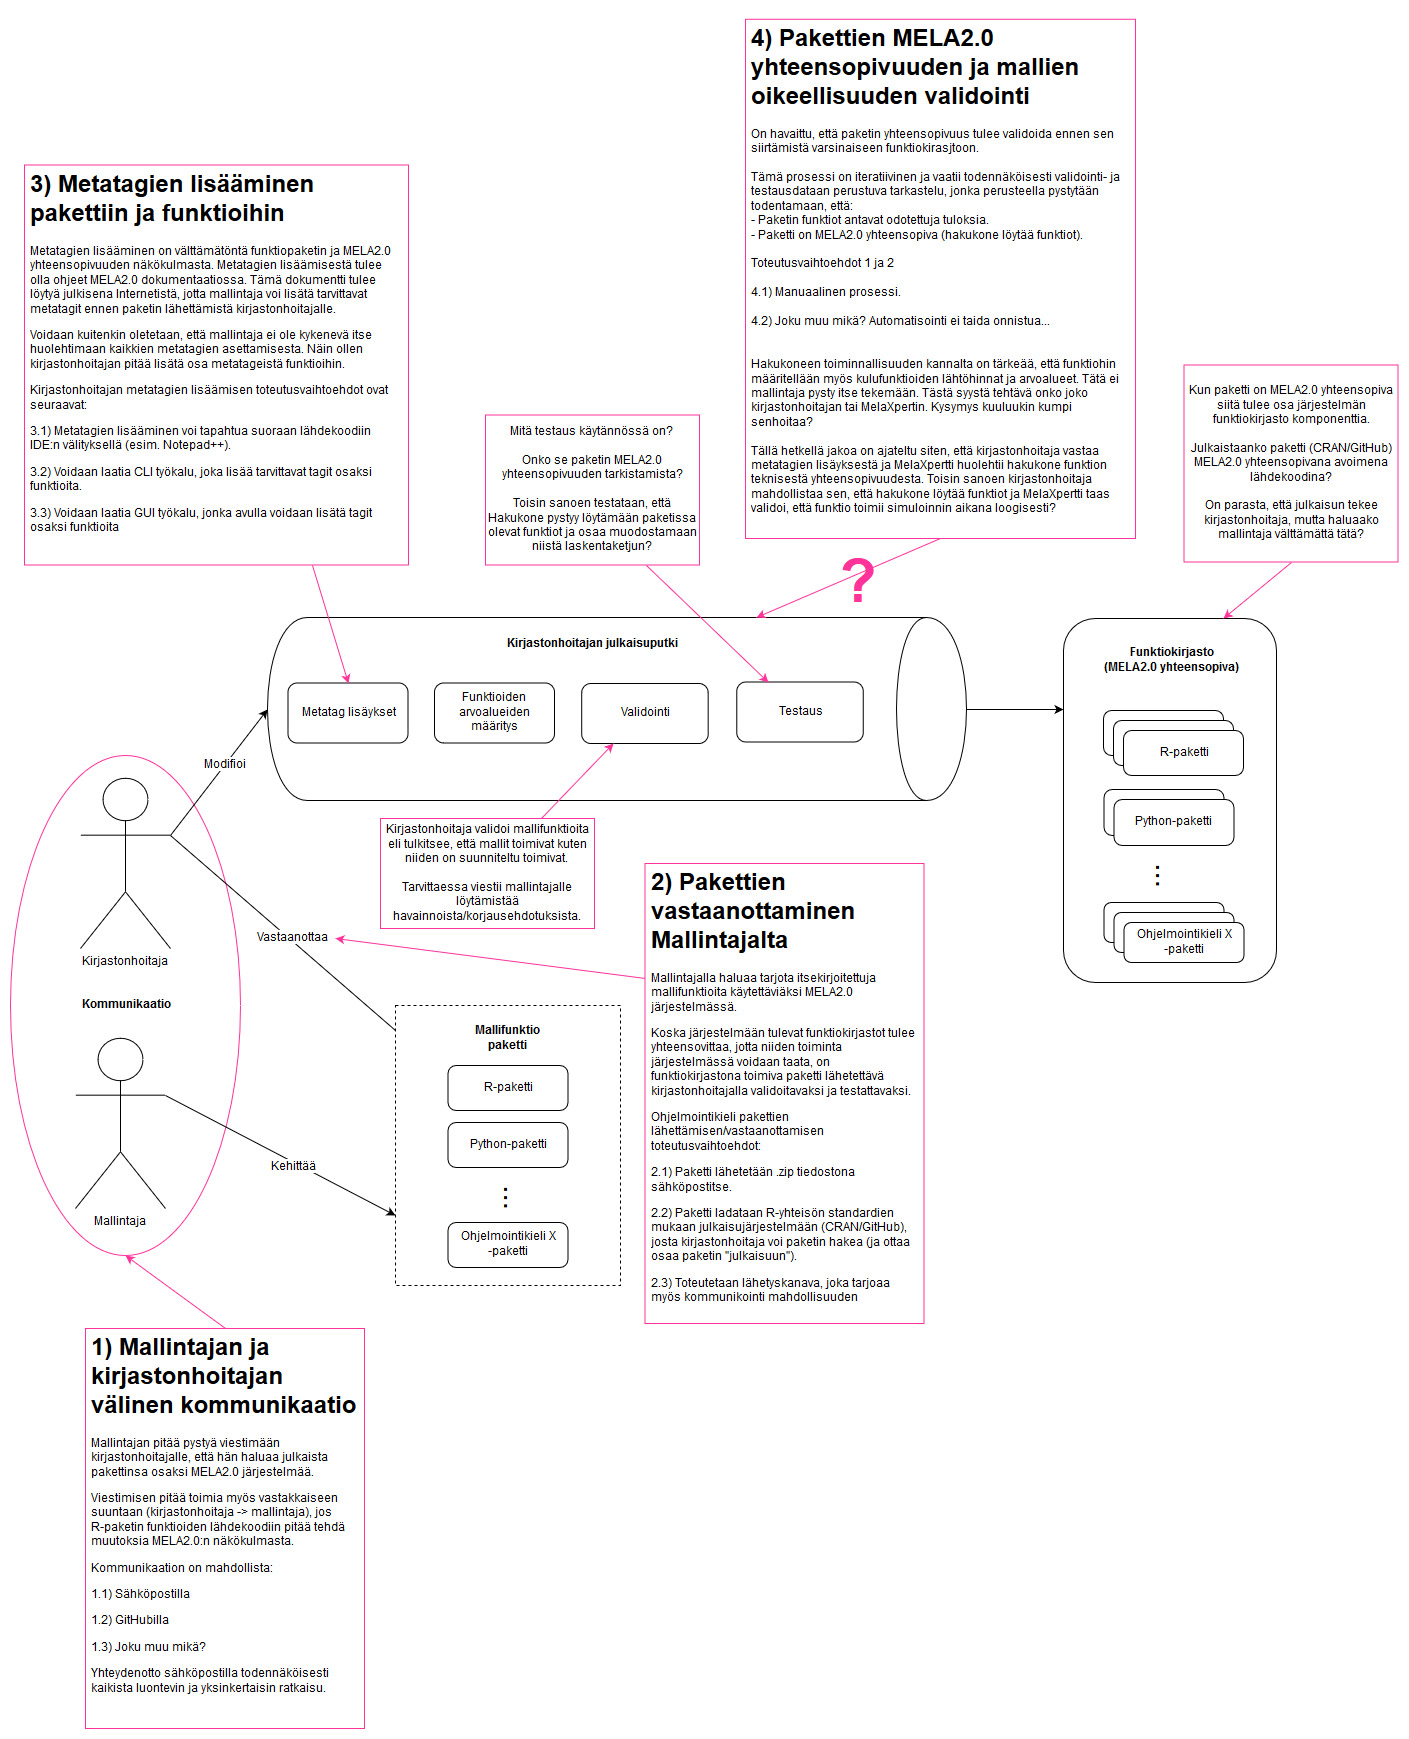 4) Pakettien MELA2.0
yhteensopivuuden ja mallien
oikeellisuuden validointi
On havaittu, että paketin yhteensopivuus tulee validoida ennen sen
siirtämistä varsinaiseen funktiokirasjtoon.
Tämä prosessi on iteratiivinen ja vaatii todennäköisesti validointi- ja
testausdataan perustuva tarkastelu, jonka perusteella pystytään
todentamaan, että:
- Paketin funktiot antavat odotettuja tuloksia.
- Paketti on MELA2.0 yhteensopiva (hakukone löytää funktiot).
Toteutusvaihtoehdot 1 ja 2
4.1) Manuaalinen prosessi.
4.2) Joku muu mikä? Automatisointi ei taida onnistua...
Hakukoneen toiminnallisuuden kannalta on tärkeää, että funktiohin
määritellään myös kulufunktioiden lähtöhinnat ja arvoalueet. Tätä ei
mallintaja pysty itse tekemään. Tästä syystä tehtävä onko joko
kirjastonhoitajan tai MelaXpertin. Kysymys kuuluukin kumpi
senhoitaa?
Tällä hetkellä jakoa on ajateltu siten, että kirjastonhoitaja vastaa
metatagien lisäyksestä ja MelaXpertti huolehtii hakukone funktion
teknisestä yhteensopivuudesta. Toisin sanoen kirjastonhoitaja
mahdollistaa sen, että hakukone löytää funktiot ja MelaXpertti taas
validoi, että funktio toimii simuloinnin aikana loogisesti?
3) Metatagien lisääminen
pakettiin ja funktioihin
Metatagien lisääminen on välttämätöntä funktiopaketin ja MELA2.0
yhteensopivuuden näkökulmasta. Metatagien lisäämisestä tulee
olla ohjeet MELA2.0 dokumentaatiossa. Tämä dokumentti tulee
löytyä julkisena Internetistä, jotta mallintaja voi lisätä tarvittavat
metatagit ennen paketin lähettämistä kirjastonhoitajalle.
Voidaan kuitenkin oletetaan, että mallintaja ei ole kykenevä itse
huolehtimaan kaikkien metatagien asettamisesta. Näin ollen
kirjastonhoitajan pitää lisätä osa metatageistä funktioihin.
Kirjastonhoitajan metatagien lisäämisen toteutusvaihtoehdot ovat
seuraavat:
3.1) Metatagien lisääminen voi tapahtua suoraan lähdekoodiin
IDE:n välityksellä (esim. Notepad++).
3.2) Voidaan laatia CLI työkalu, joka lisää tarvittavat tagit osaksi
funktioita.
3.3) Voidaan laatia GUI työkalu, jonka avulla voidaan lisätä tagit
osaksi funktioita
Mitä testaus käytännössä on?
Onko se paketin MELA2.0
yhteensopivuuden tarkistamista?
Toisin sanoen testataan, että
Hakukone pystyy löytämään paketissa
olevat funktiot ja osaa muodostamaan
niistä laskentaketjun?
Kun paketti on MELA2.0 yhteensopiva
siitä tulee osa järjestelmän
funktiokirjasto komponenttia.
Julkaistaanko paketti (CRAN/GitHub)
MELA2.0 yhteensopivana avoimena
lähdekoodina?
On parasta, että julkaisun tekee
kirjastonhoitaja, mutta haluaako
mallintaja välttämättä tätä?
?
Kirjastonhoitajan julkaisuputki
Metatag lisäykset
Funktioiden
arvoalueiden
määritys
Validointi
Testaus
Funktiokirjasto
(MELA2.0 yhteensopiva)
R-paketti
Python-paketti
⋮
Ohjelmointikieli X
-paketti
Modifioi
Kirjastonhoitaja validoi mallifunktioita
eli tulkitsee, että mallit toimivat kuten
niiden on suunniteltu toimivat.
Tarvittaessa viestii mallintajalle
löytämistää
havainnoista/korjausehdotuksista.
Vastaanottaa
Kirjastonhoitaja
Kommunikaatio
Mallintaja
Kehittää
Mallifunktio
paketti
R-paketti
Python-paketti
⋮
Ohjelmointikieli X
-paketti
2) Pakettien
vastaanottaminen
Mallintajalta
Mallintajalla haluaa tarjota itsekirjoitettuja
mallifunktioita käytettäviäksi MELA2.0
järjestelmässä.
Koska järjestelmään tulevat funktiokirjastot tulee
yhteensovittaa, jotta niiden toiminta
järjestelmässä voidaan taata, on
funktiokirjastona toimiva paketti lähetettävä
kirjastonhoitajalla validoitavaksi ja testattavaksi.
Ohjelmointikieli pakettien
lähettämisen/vastaanottamisen
toteutusvaihtoehdot:
2.1) Paketti lähetetään .zip tiedostona
sähköpostitse.
2.2) Paketti ladataan R-yhteisön standardien
mukaan julkaisujärjestelmään (CRAN/GitHub),
josta kirjastonhoitaja voi paketin hakea (ja ottaa
osaa paketin "julkaisuun").
2.3) Toteutetaan lähetyskanava, joka tarjoaa
myös kommunikointi mahdollisuuden
1) Mallintajan ja
kirjastonhoitajan
välinen kommunikaatio
Mallintajan pitää pystyä viestimään
kirjastonhoitajalle, että hän haluaa julkaista
pakettinsa osaksi MELA2.0 järjestelmää.
Viestimisen pitää toimia myös vastakkaiseen
suuntaan (kirjastonhoitaja -> mallintaja), jos
R-paketin funktioiden lähdekoodiin pitää tehdä
muutoksia MELA2.0:n näkökulmasta.
Kommunikaation on mahdollista:
1.1) Sähköpostilla
1.2) GitHubilla
1.3) Joku muu mikä?
Yhteydenotto sähköpostilla todennäköisesti
kaikista luontevin ja yksinkertaisin ratkaisu.